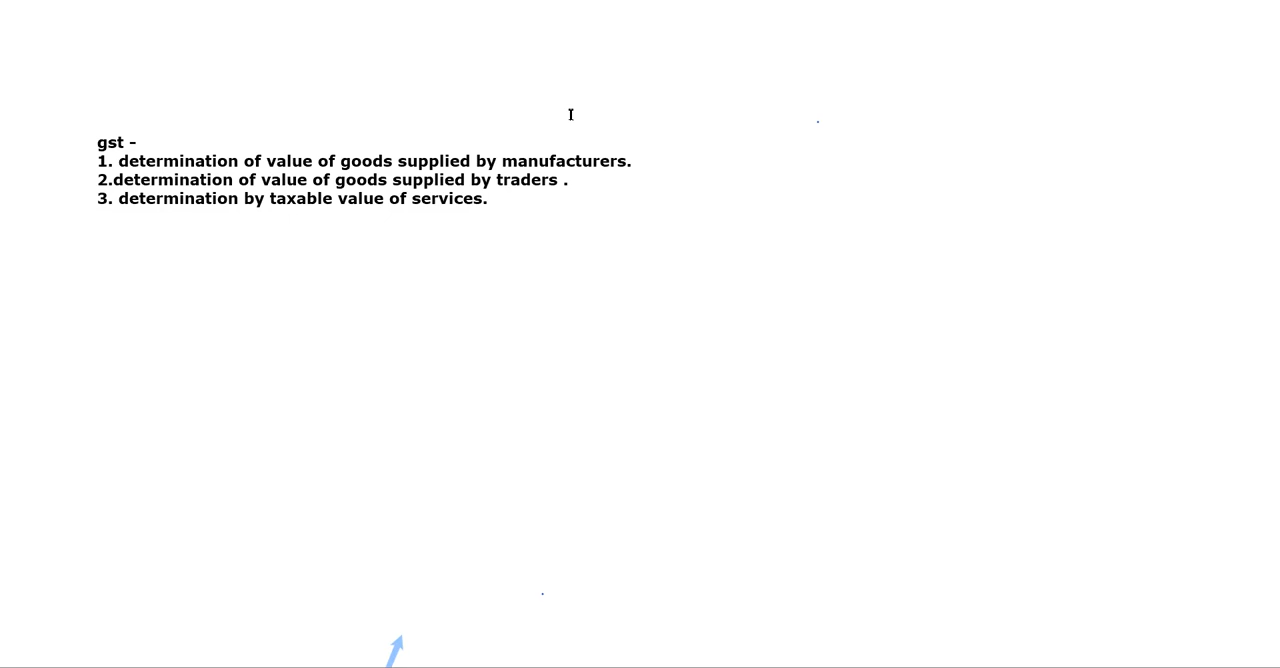 gst -
1. determination of value of goods supplied by manufacturers.
2.determination of value of goods supplied by traders .
3. determination by taxable value of services.